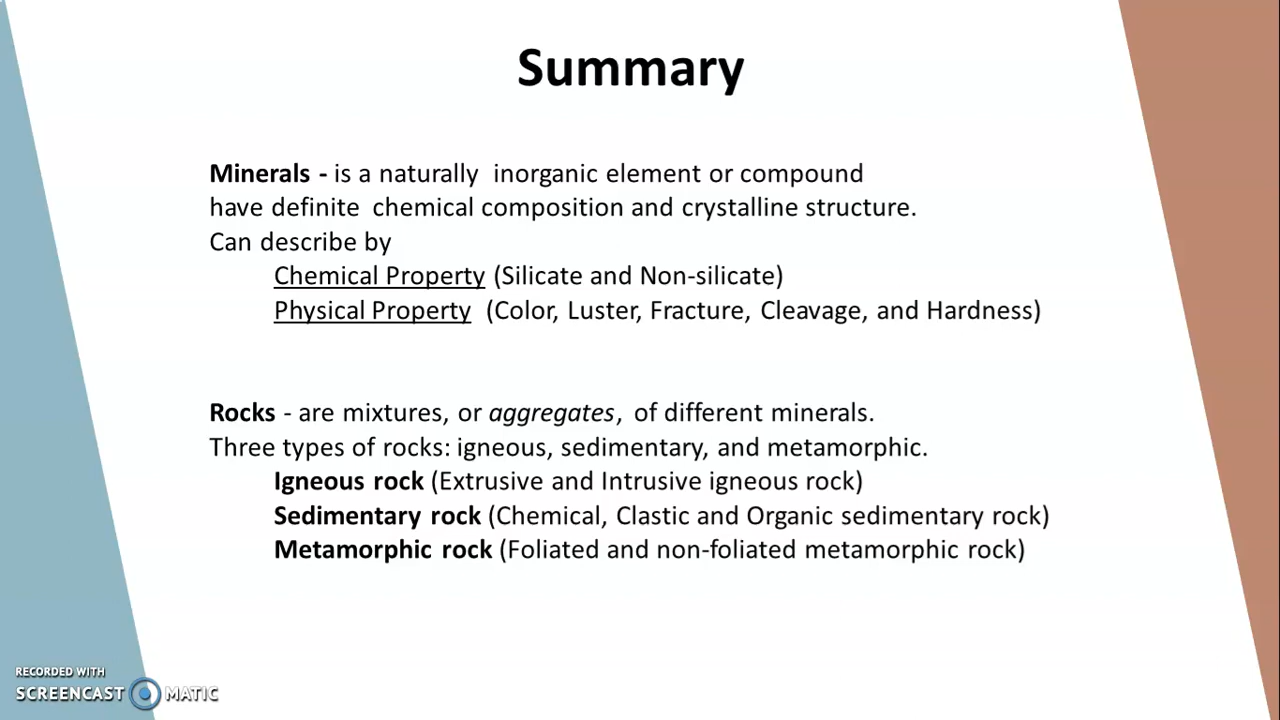 Summary
Minerals - is a naturally inorganic element or compound
have definite chemical composition and crystalline structure.
Can describe by
Chemical Property (Silicate and Non-silicate)
Physical Property (Color, Luster, Fracture, Cleavage, and Hardness)
Rocks - are mixtures, or aggregates, of different minerals.
Three types of rocks: igneous, sedimentary, and metamorphic.
Igneous rock (Extrusive and Intrusive igneous rock)
Sedimentary rock (Chemical, Clastic and Organic sedimentary rock)
Metamorphic rock (Foliated and non-foliated metamorphic rock)
RECORDED WITH
SCREENCAST MATIC